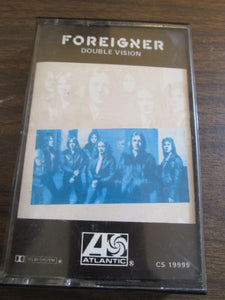 FOREIGNER
DOUBLE VISION
ATLANTIC
CS 19999